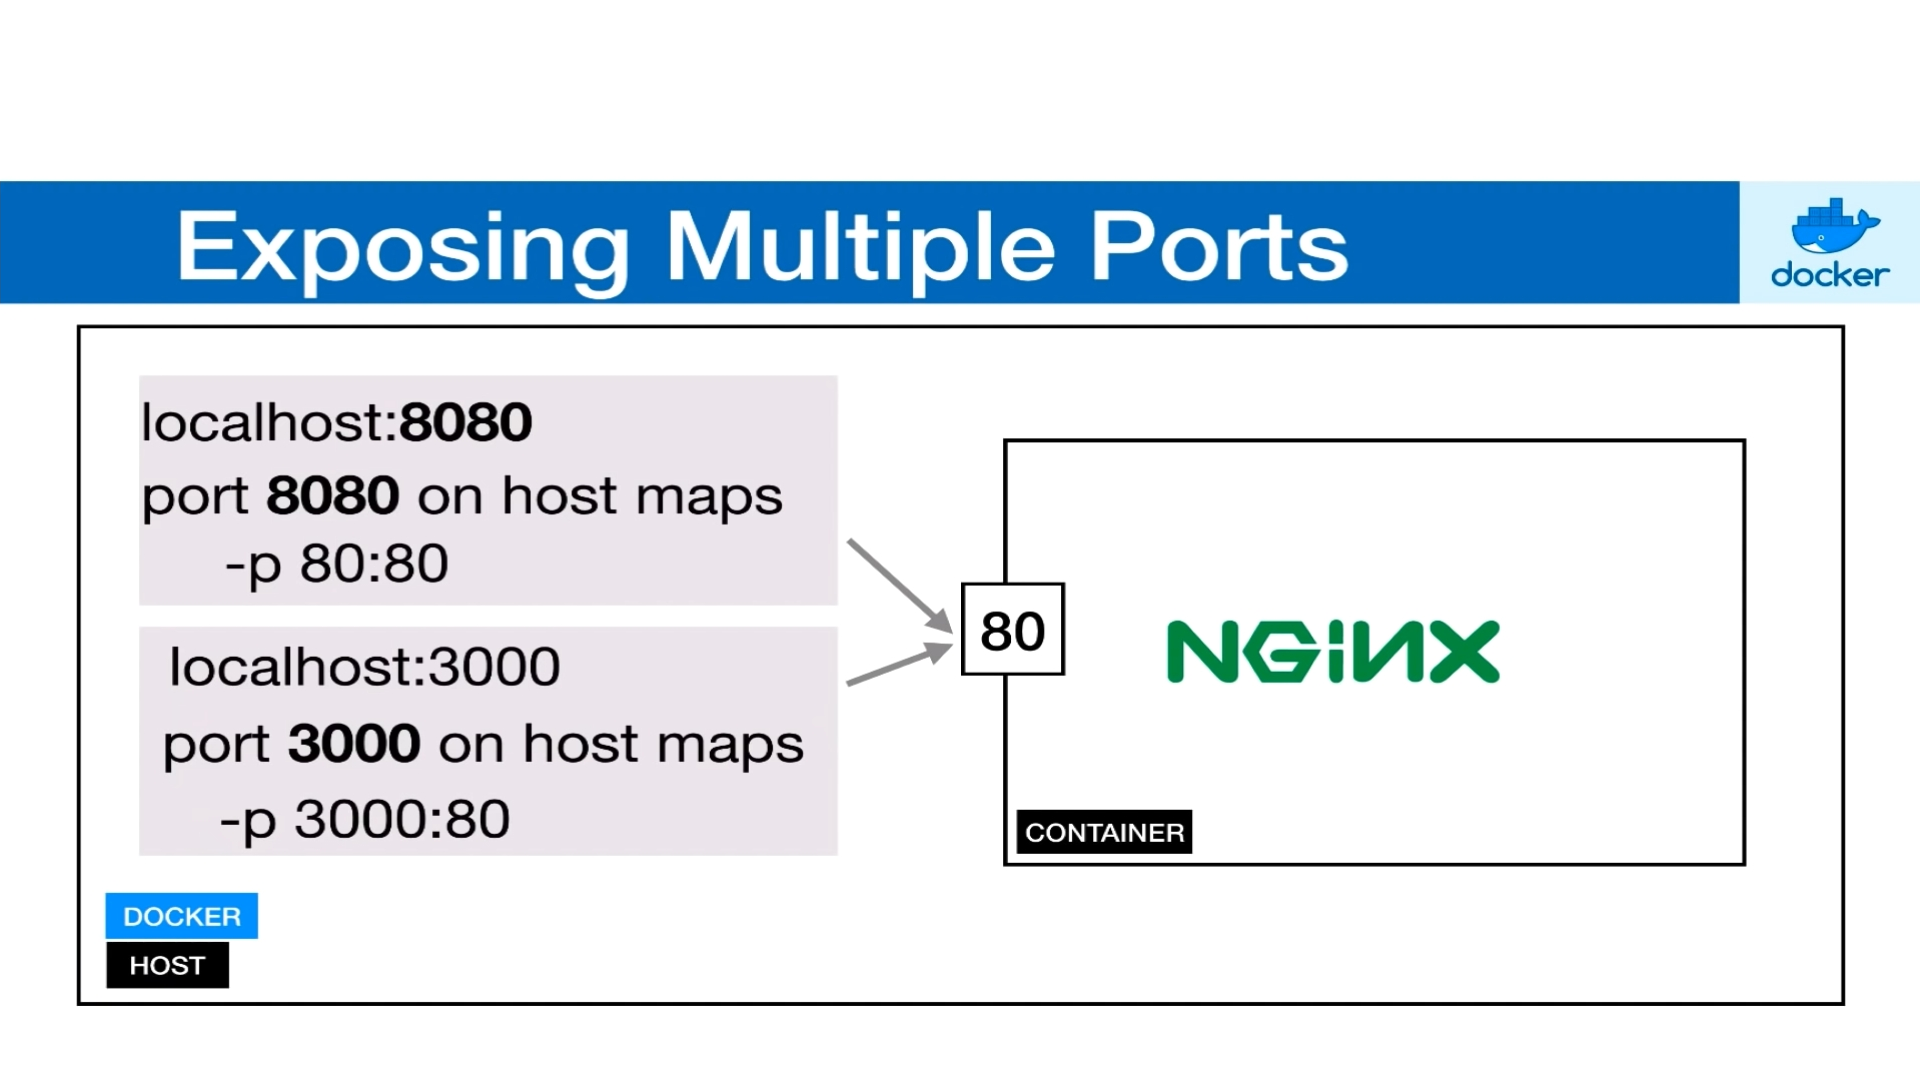 Exposing Multiple Ports
docker
localhost:8080
port 8080 on host maps
-p 80:80
localhost:3000
port 3000 on host maps
-p 3000:80
80
NGINX
CONTAINER
DOCKER
HOST